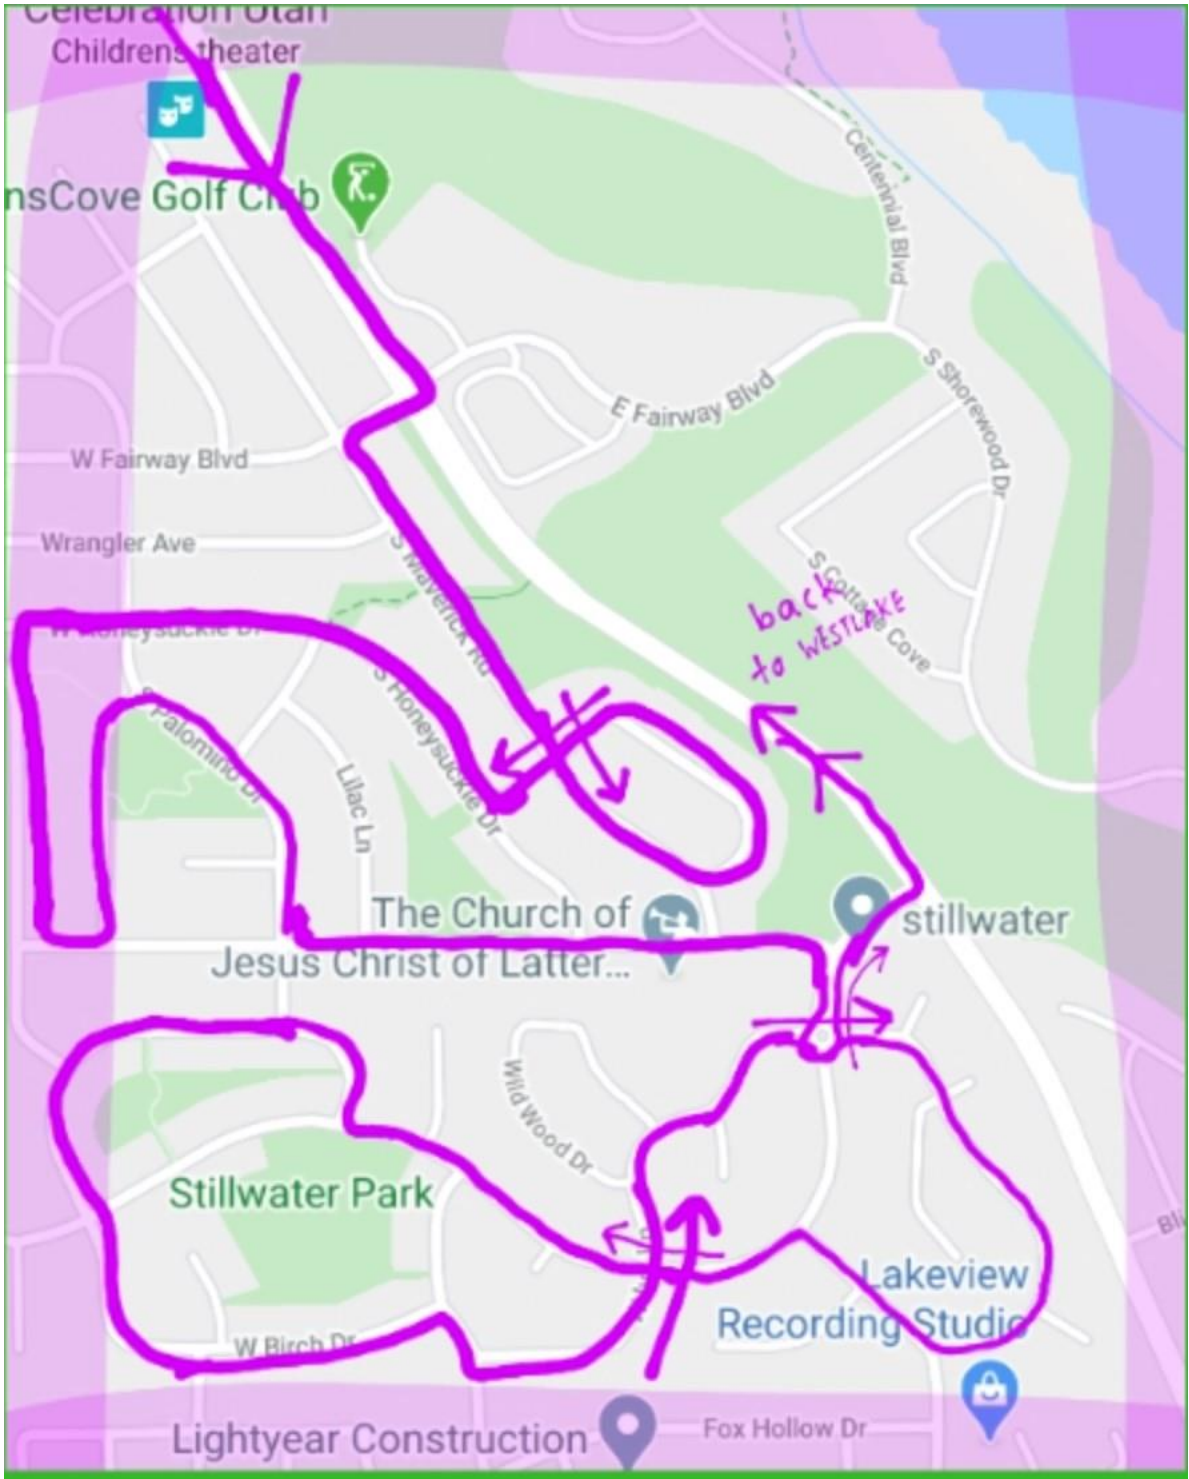 Celebration Utah
Childrens theater
nsCove Golf Club
Centennial Blvd
S Shorewood Dr
E Fairway Blvd
W Fairway Blvd
Wrangler Ave
S Maverick Rd
S Cottage Cove
back
to WESTLAKE
W Honeysuckle Dr
S Honeysuckle Dr
S Palomino Dr
Lilac Ln
The Church of
Jesus Christ of Latter...
stillwater
Wild Wood Dr
Stillwater Park
Lakeview
Recording Studio
W Birch Dr
Lightyear Construction
Fox Hollow Dr